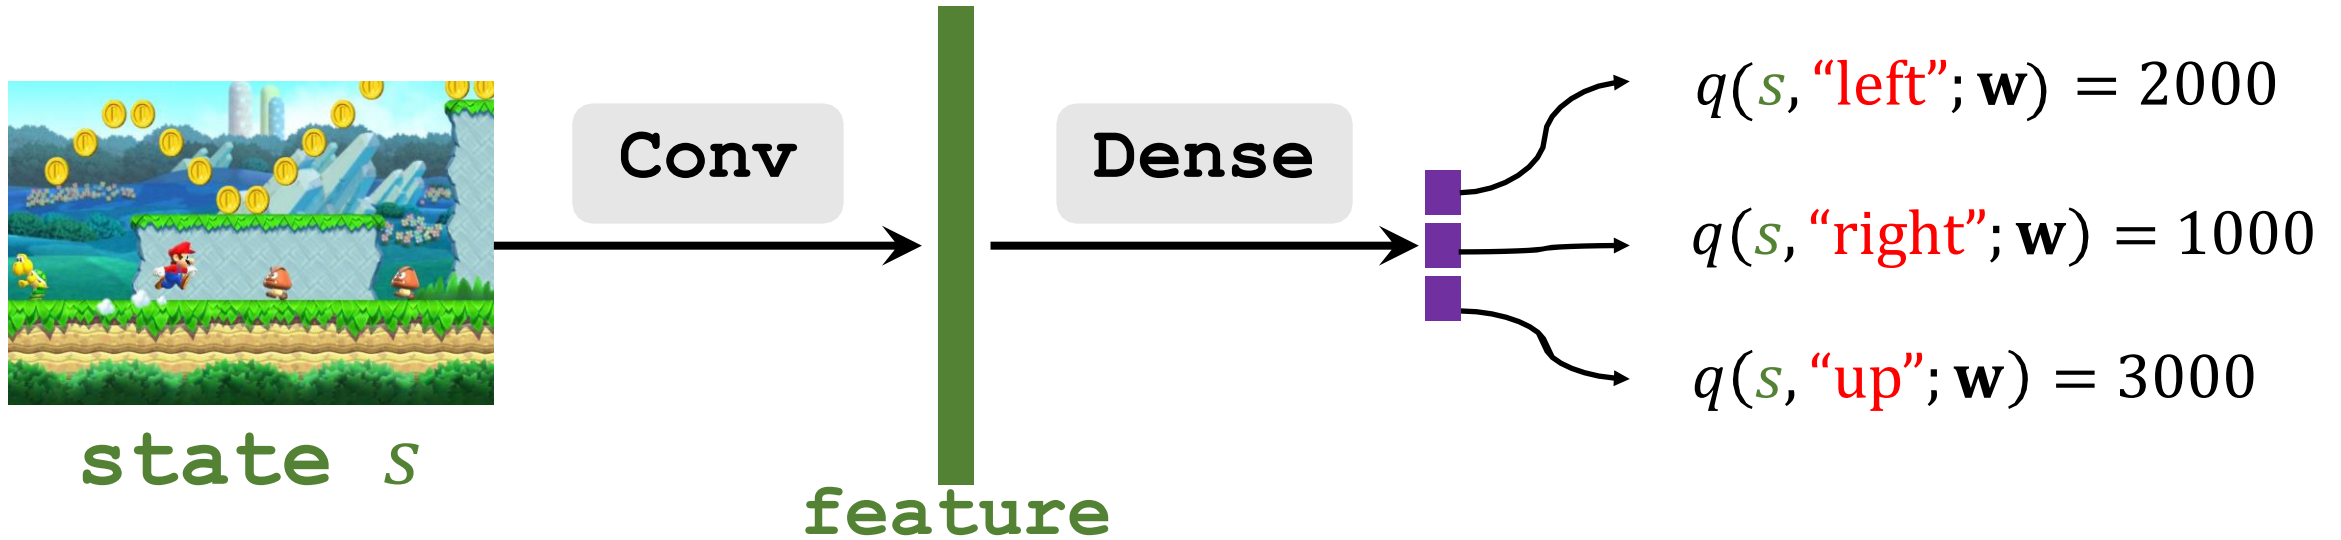 Conv
Dense
q(s, “left”; w) = 2000
q(s, “right”; w) = 1000
q(s, “up”; w) = 3000
state s
feature